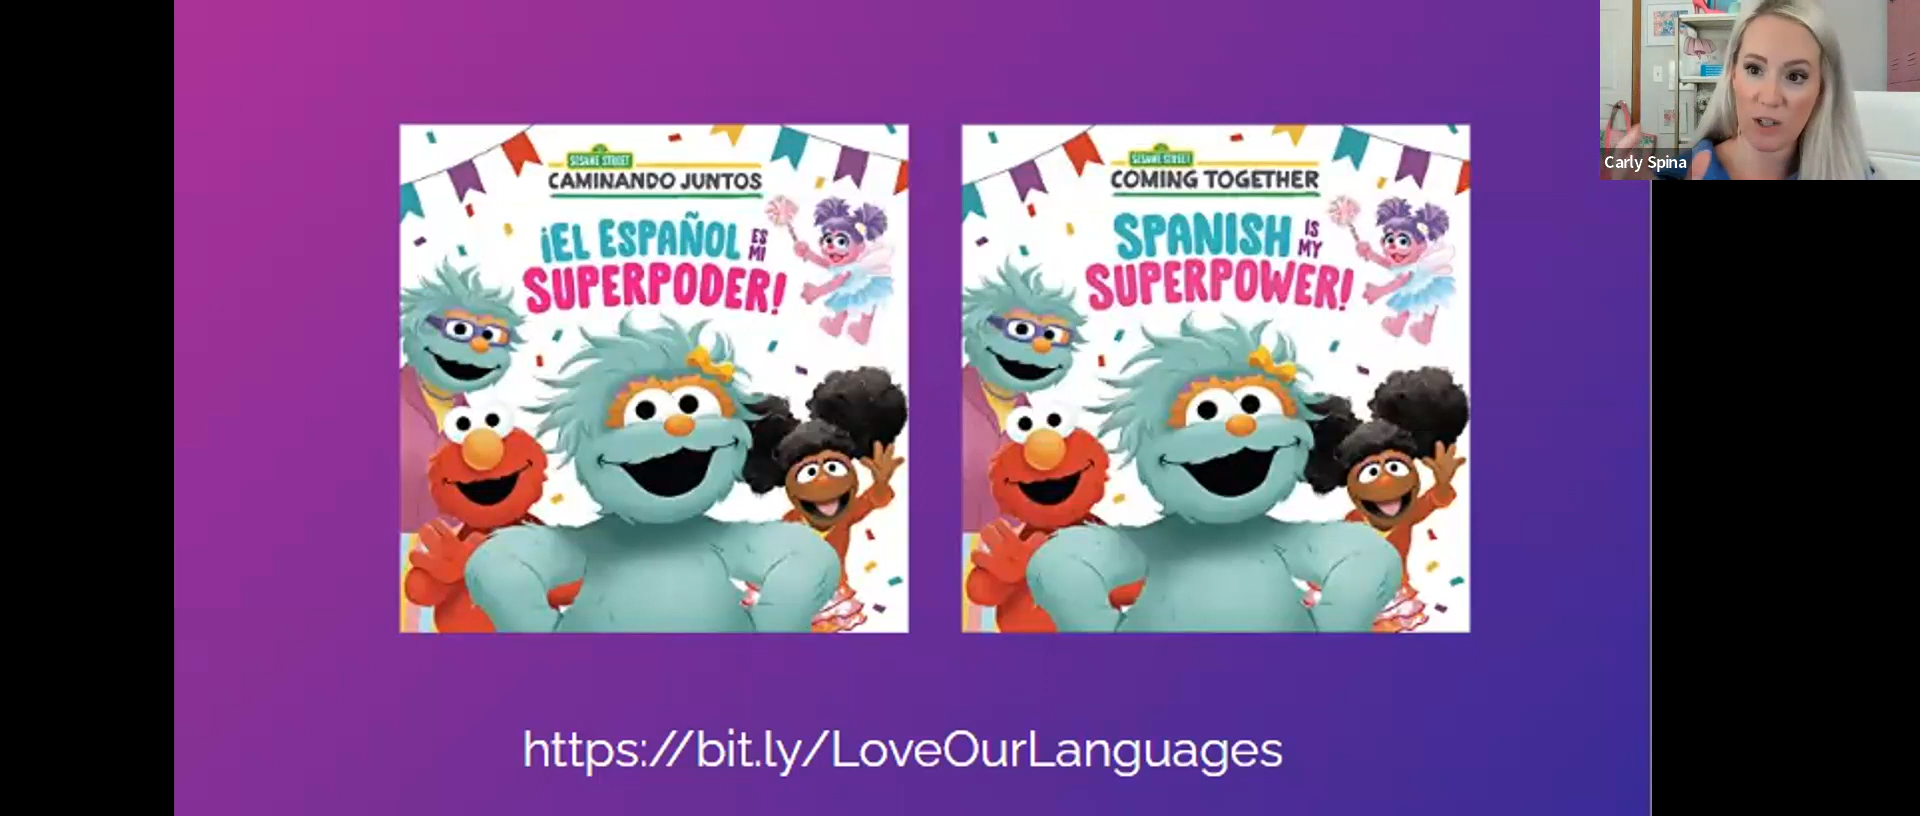 SESAME STREET
CAMINANDO JUNTOS
¡EL ESPAÑOL ES MI
SUPERPODER!
SESAME STREET
COMING TOGETHER
SPANISH IS MY
SUPERPOWER!
https://bit.ly/LoveOurLanguages
Carly Spina